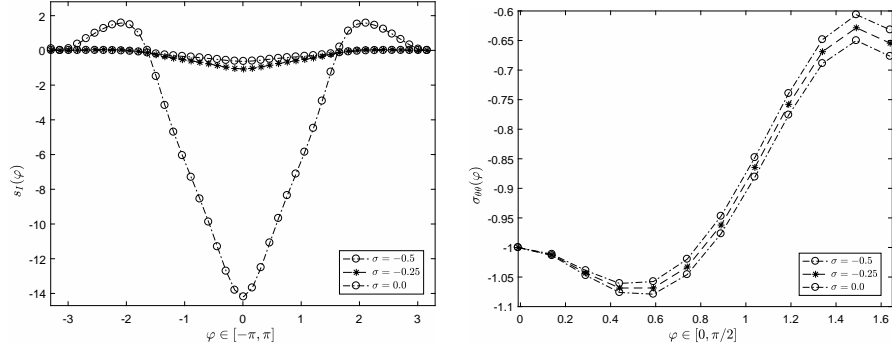 2
0
-2
-4
-6
-8
-10
-12
-14
-3 -2 -1 0 1 2 3
s_I(φ)
φ ∈ [−π, π]
σ = −0.5
σ = −0.25
σ = 0.0
-0.6
-0.65
-0.7
-0.75
-0.8
-0.85
-0.9
-0.95
-1
-1.05
-1.1
0 0.2 0.4 0.6 0.8 1 1.2 1.4 1.6
σ_θθ(φ)
φ ∈ [0, π/2]
σ = −0.5
σ = −0.25
σ = 0.0